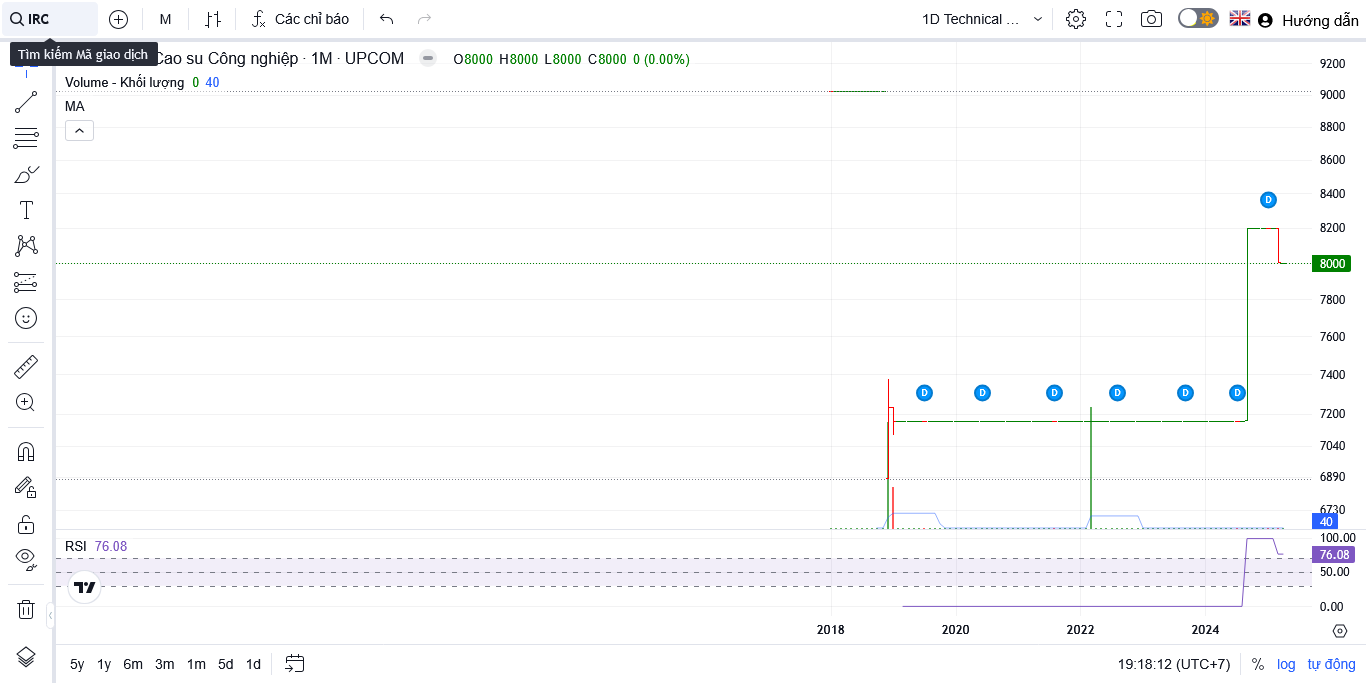 IRC M Các chỉ báo 1D Technical ... Hướng dẫn
Tìm kiếm Mã giao dịch
Cao su Công nghiệp · 1M · UPCOM O8000 H8000 L8000 C8000 0 (0.00%)
Volume - Khối lượng 0 40
MA
9200
9000
8800
8600
8400
D
8200
8000
7800
7600
7400
D D D D D D
7200
7040
6890
6730
40
RSI 76.08
100.00
76.08
50.00
0.00
2018 2020 2022 2024
5y 1y 6m 3m 1m 5d 1d 19:18:12 (UTC+7) % log tự động